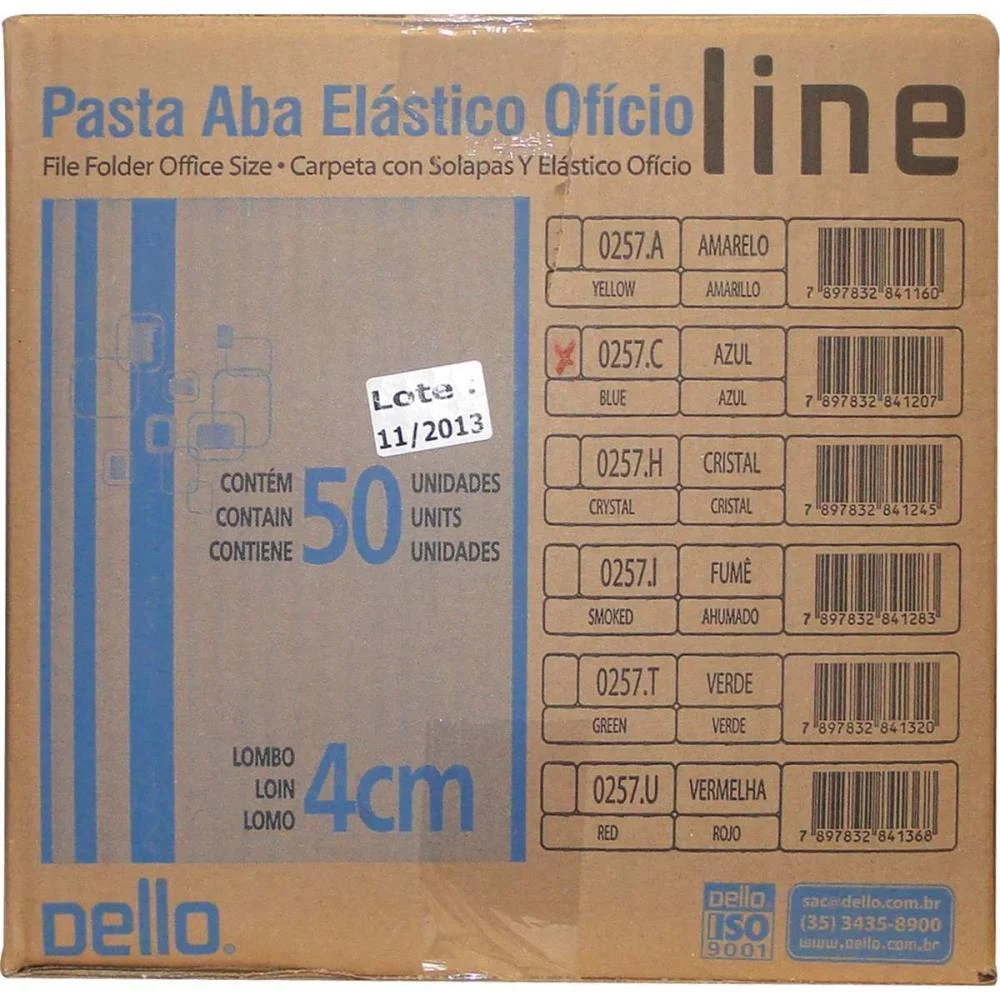 Pasta Aba Elástico Ofício line
File Folder Office Size • Carpeta con Solapas Y Elástico Ofício
0257.A AMARELO
YELLOW AMARILLO
7 897832 841160
0257.C AZUL
BLUE AZUL
7 897832 841207
Lote :
11/2013
0257.H CRISTAL
CRYSTAL CRISTAL
7 897832 841245
CONTÉM 50 UNIDADES
CONTAIN UNITS
CONTIENE UNIDADES
0257.I FUMÊ
SMOKED AHUMADO
7 897832 841283
0257.T VERDE
GREEN VERDE
7 897832 841320
LOMBO 4cm
LOIN
LOMO
0257.U VERMELHA
RED ROJO
7 897832 841368
Dello®
Dello
ISO
9001
sac@dello.com.br
(35) 3435-8900
www.dello.com.br